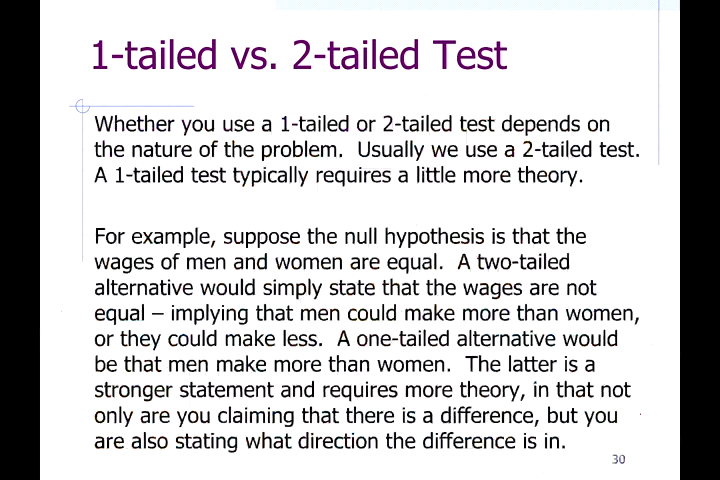 1-tailed vs. 2-tailed Test
Whether you use a 1-tailed or 2-tailed test depends on
the nature of the problem.  Usually we use a 2-tailed test.
A 1-tailed test typically requires a little more theory.
For example, suppose the null hypothesis is that the
wages of men and women are equal.  A two-tailed
alternative would simply state that the wages are not
equal – implying that men could make more than women,
or they could make less.  A one-tailed alternative would
be that men make more than women.  The latter is a
stronger statement and requires more theory, in that not
only are you claiming that there is a difference, but you
are also stating what direction the difference is in.
30